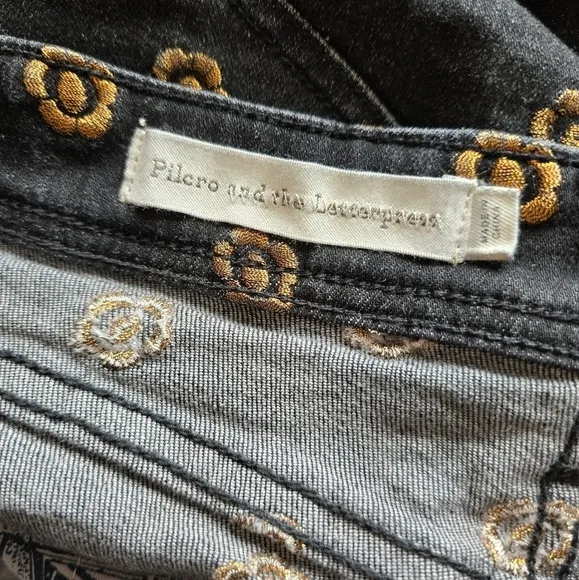 Pilcro and the Letterpress
MADE IN
CHINA